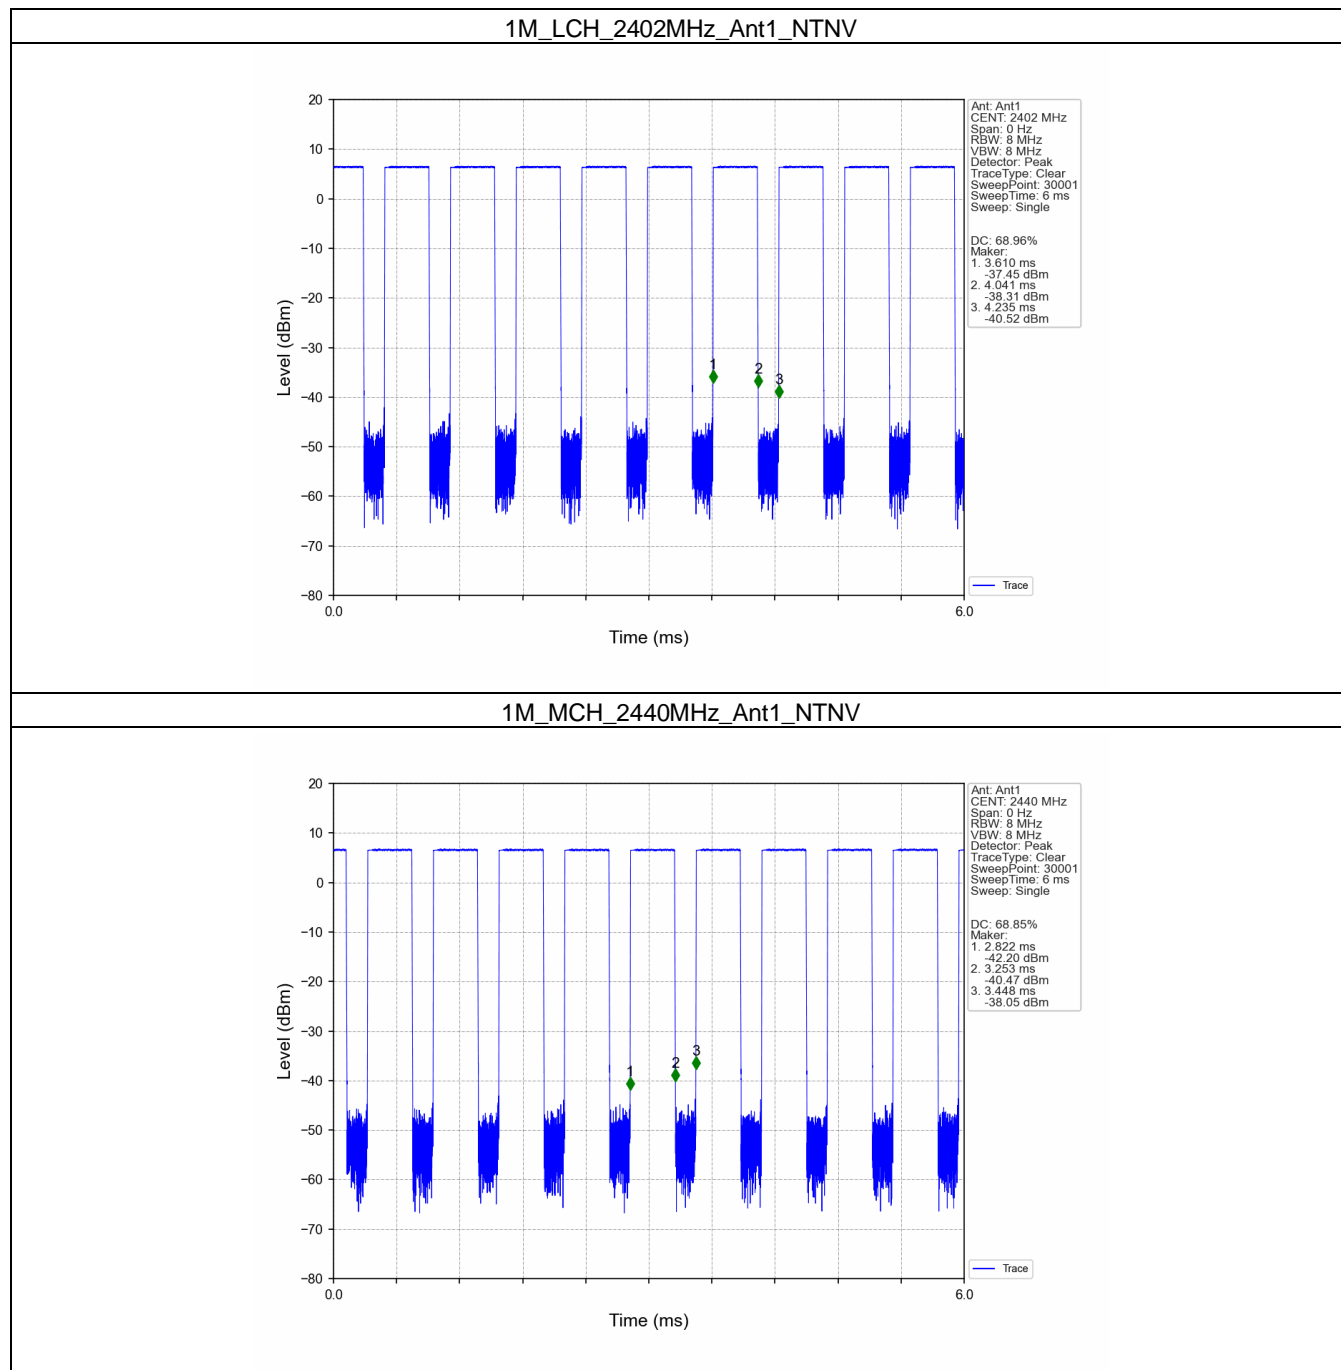 1M_LCH_2402MHz_Ant1_NTNV
20
10
0
−10
−20
−30
−40
−50
−60
−70
−80
Level (dBm)
0.0
6.0
Time (ms)
1
2
3
Ant: Ant1
CENT: 2402 MHz
Span: 0 Hz
RBW: 8 MHz
VBW: 8 MHz
Detector: Peak
TraceType: Clear
SweepPoint: 30001
SweepTime: 6 ms
Sweep: Single
DC: 68.96%
Maker:
1. 3.610 ms
-37.45 dBm
2. 4.041 ms
-38.31 dBm
3. 4.235 ms
-40.52 dBm
Trace
1M_MCH_2440MHz_Ant1_NTNV
20
10
0
−10
−20
−30
−40
−50
−60
−70
−80
Level (dBm)
0.0
6.0
Time (ms)
1
2
3
Ant: Ant1
CENT: 2440 MHz
Span: 0 Hz
RBW: 8 MHz
VBW: 8 MHz
Detector: Peak
TraceType: Clear
SweepPoint: 30001
SweepTime: 6 ms
Sweep: Single
DC: 68.85%
Maker:
1. 2.822 ms
-42.20 dBm
2. 3.253 ms
-40.47 dBm
3. 3.448 ms
-38.05 dBm
Trace